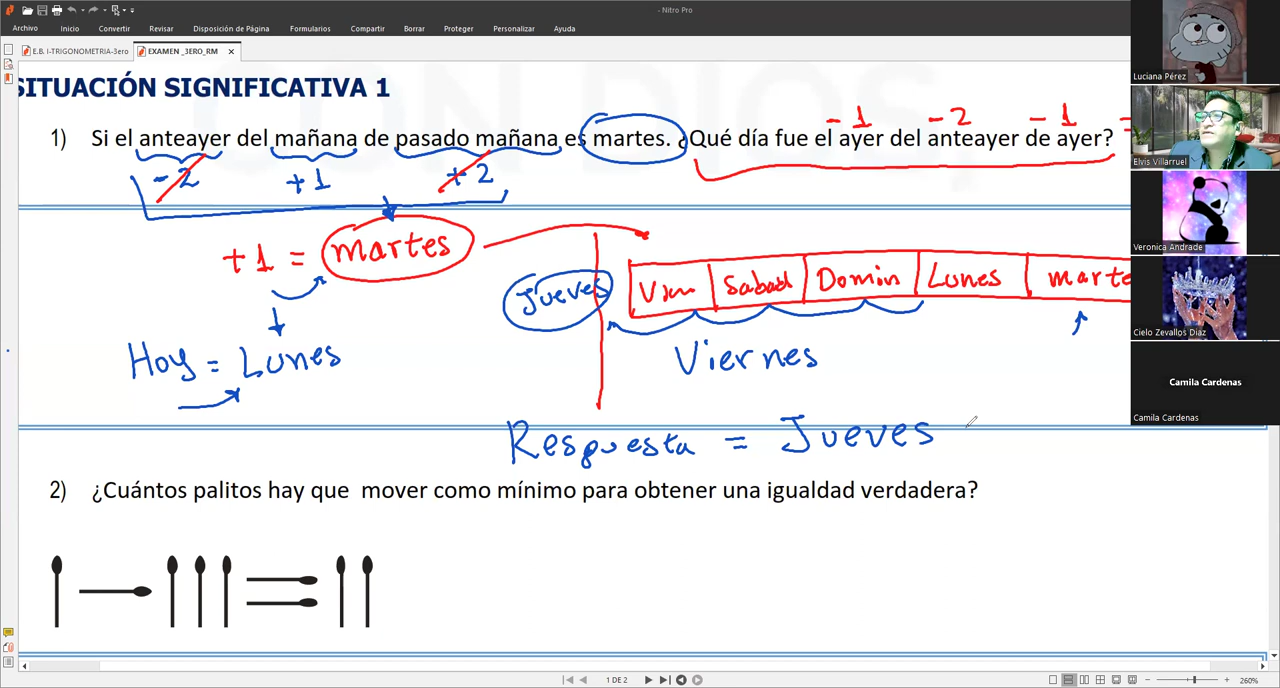 - Nitro Pro
Archivo Inicio Convertir Revisar Disposición de Página Formularios Compartir Borrar Proteger Personalizar Ayuda
E.B. I-TRIGONOMETRIA-3ero EXAMEN _3ERO_RM ×
CON DIOS
SITUACIÓN SIGNIFICATIVA 1
-1 -2 -1
1) Si el anteayer del mañana de pasado mañana es martes. ¿Qué día fue el ayer del anteayer de ayer?
-2 +1 +2
+1 = martes
Jueves Vier Sabad Domin Lunes marte
Hoy = Lunes Viernes
Respuesta = Jueves
2) ¿Cuántos palitos hay que mover como mínimo para obtener una igualdad verdadera?
Luciana Pérez
Elvis Villarruel
Veronica Andrade
Cielo Zevallos Diaz
Camila Cardenas
Camila Cardenas
1 DE 2
260%